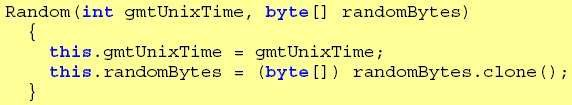 Random(int gmtUnixTime, byte[] randomBytes)
{
this.gmtUnixTime = gmtUnixTime;
this.randomBytes = (byte[]) randomBytes.clone();
}